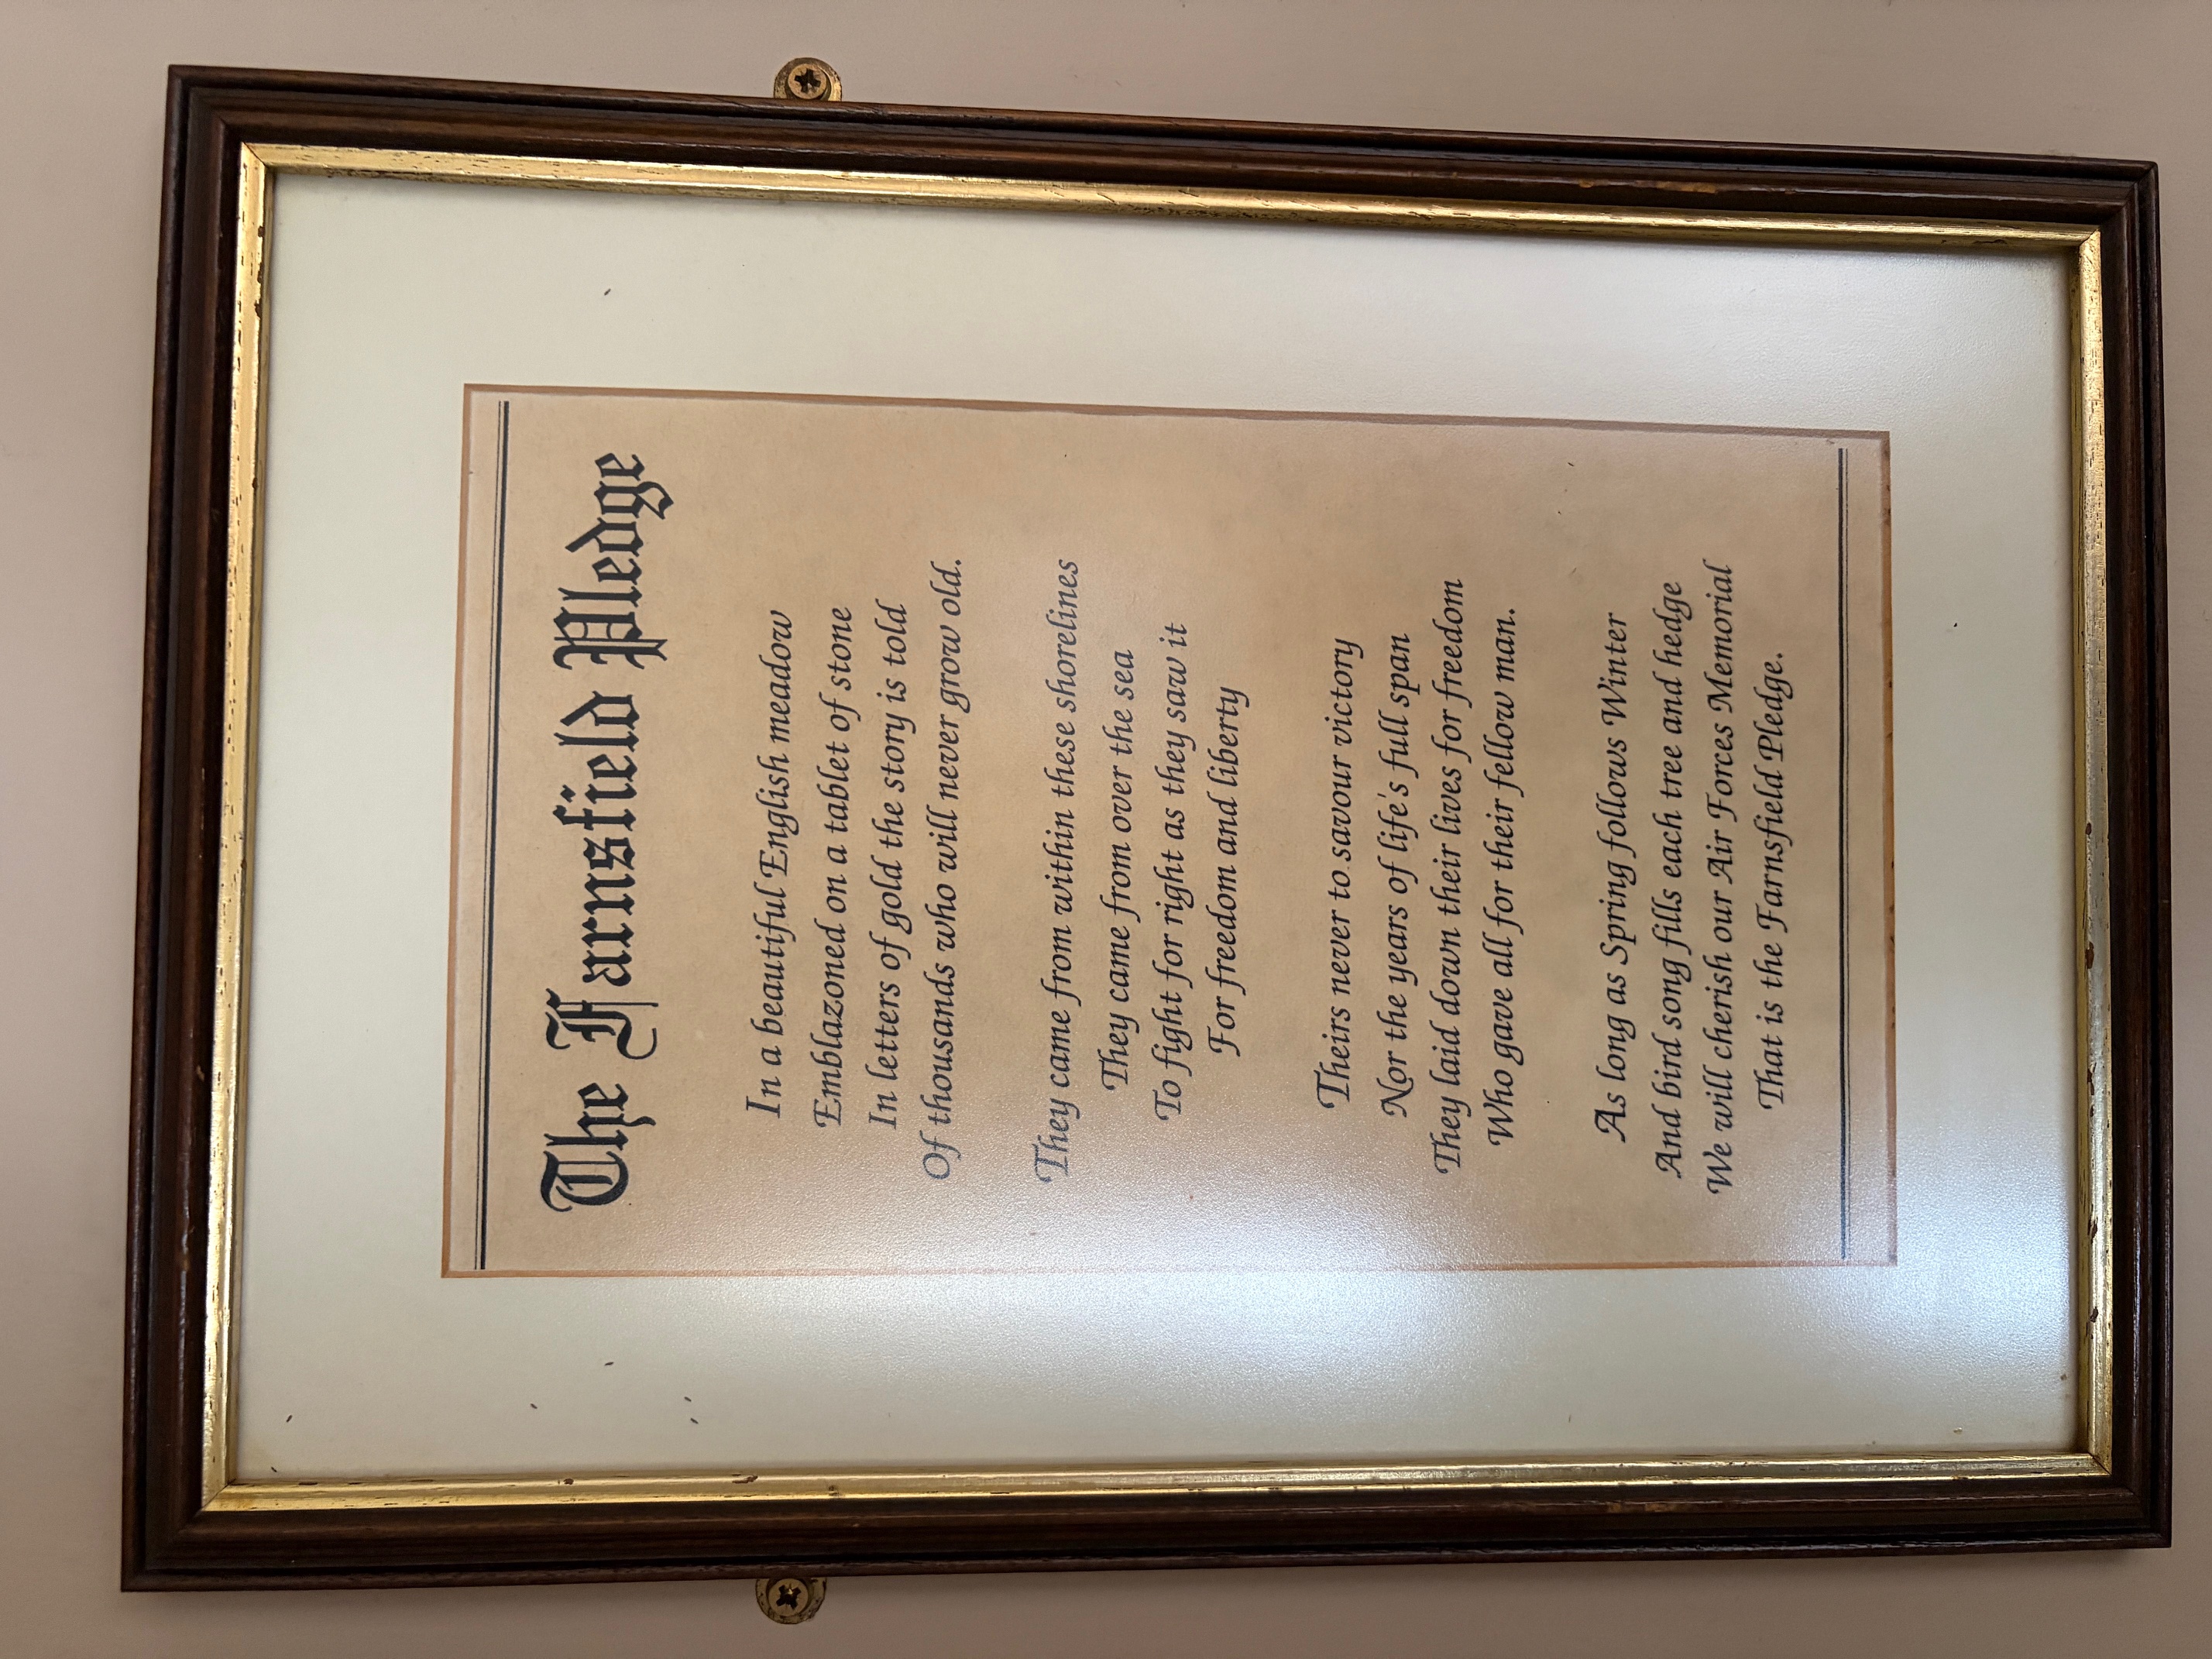 The Farnsfield Pledge
In a beautiful English meadow
Emblazoned on a tablet of stone
In letters of gold the story is told
Of thousands who will never grow old.
They came from within these shorelines
They came from over the sea
To fight for right as they saw it
For freedom and liberty
Theirs never to savour victory
Nor the years of life's full span
They laid down their lives for freedom
Who gave all for their fellow man.
As long as Spring follows Winter
And bird song fills each tree and hedge
We will cherish our Air Forces Memorial
That is the Farnsfield Pledge.